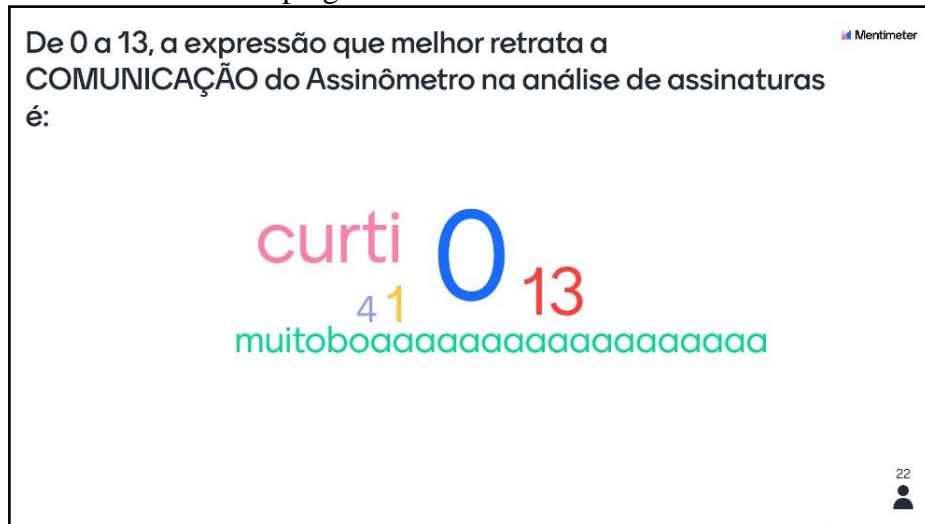 De 0 a 13, a expressão que melhor retrata a
COMUNICAÇÃO do Assinômetro na análise de assinaturas
é:
Mentimeter
curti 0 13
4 1
muitoboaaaaaaaaaaaaaaaaaaa
22